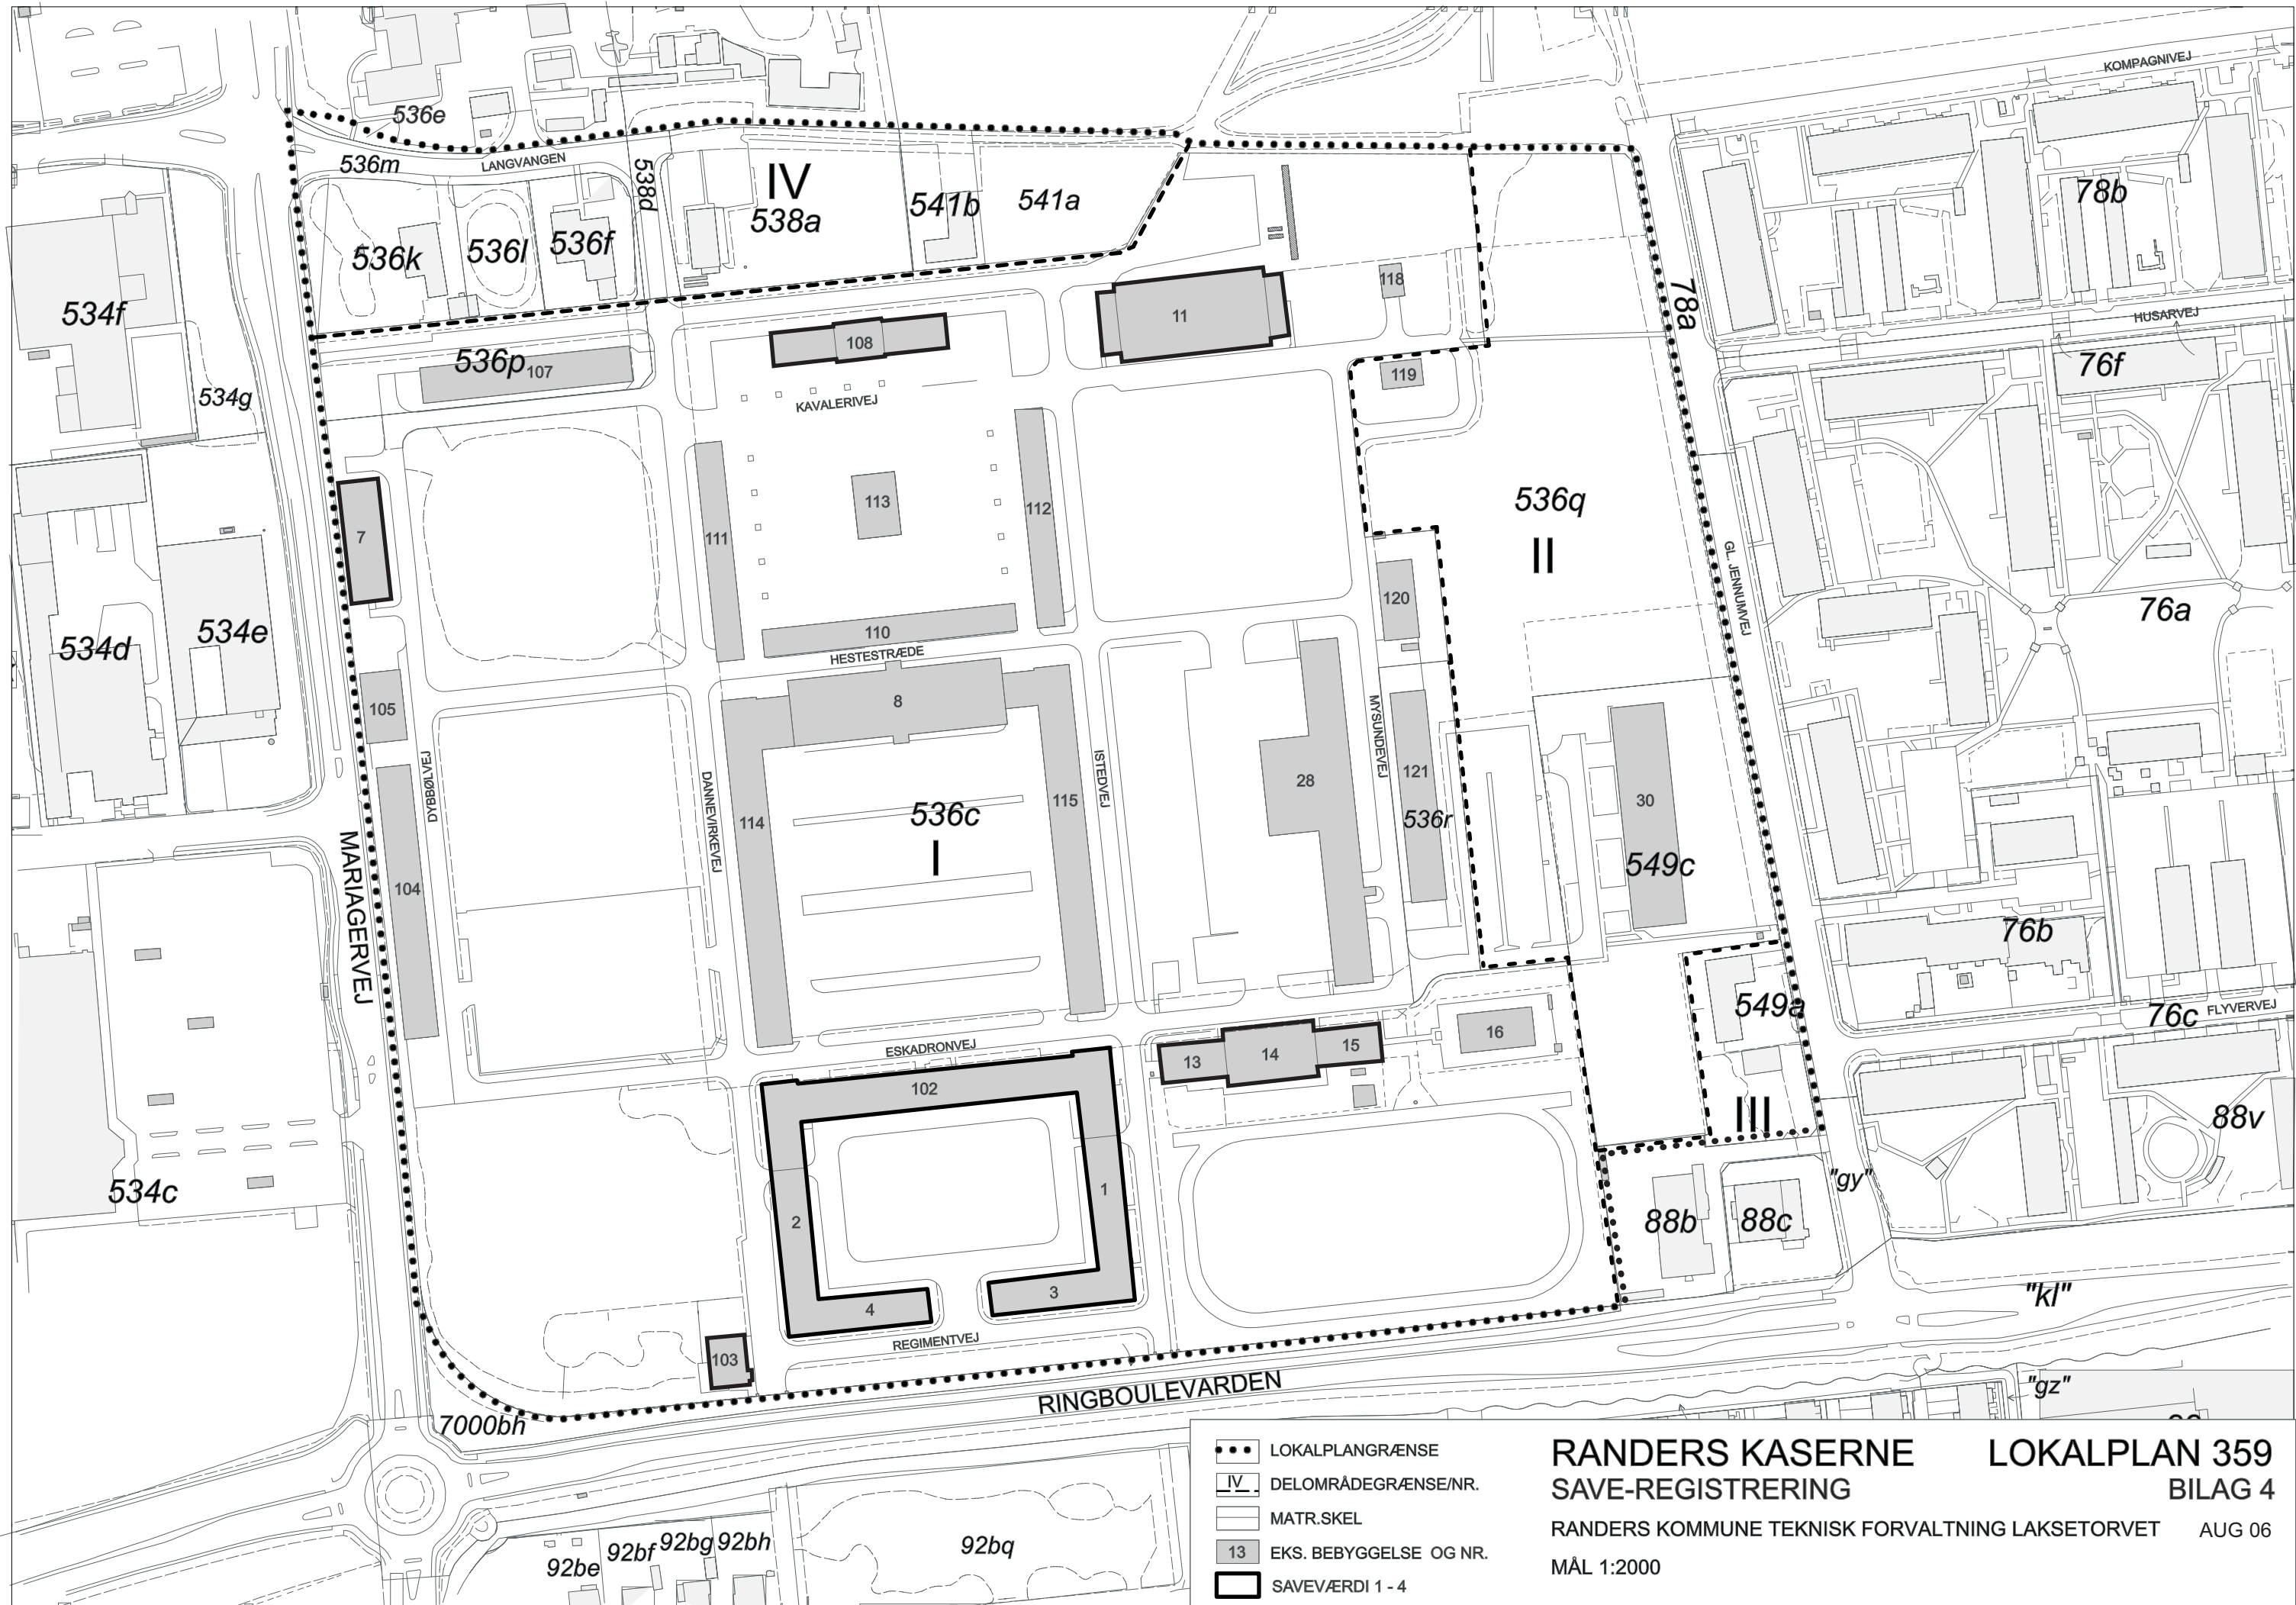 KOMPAGNIVEJ
536e
536m
LANGVANGEN
538d
IV
538a
541b
541a
78b
536k
536l
536f
534f
78a
HUSARVEJ
118
11
108
536p
107
119
76f
534g
KAVALERIVEJ
113
112
111
7
536q
II
GL. JENNUMVEJ
120
76a
110
HESTESTRÆDE
534d
534e
8
105
MYSUNDEVEJ
ISTEDVEJ
DYBBØLVEJ
DANNEVIRKEVEJ
28
121
30
115
114
536c
I
536r
549c
104
MARIAGERVEJ
76b
549a
76c
FLYVERVEJ
16
15
14
13
ESKADRONVEJ
102
III
88v
534c
"gy"
1
2
88b
88c
3
4
"kl"
REGIMENTVEJ
103
RINGBOULEVARDEN
"gz"
7000bh
92be
92bf
92bg
92bh
92bq
LOKALPLANGRÆNSE
IV DELOMRÅDEGRÆNSE/NR.
MATR.SKEL
13 EKS. BEBYGGELSE OG NR.
SAVEVÆRDI 1 - 4
RANDERS KASERNE LOKALPLAN 359
SAVE-REGISTRERING BILAG 4
RANDERS KOMMUNE TEKNISK FORVALTNING LAKSETORVET AUG 06
MÅL 1:2000